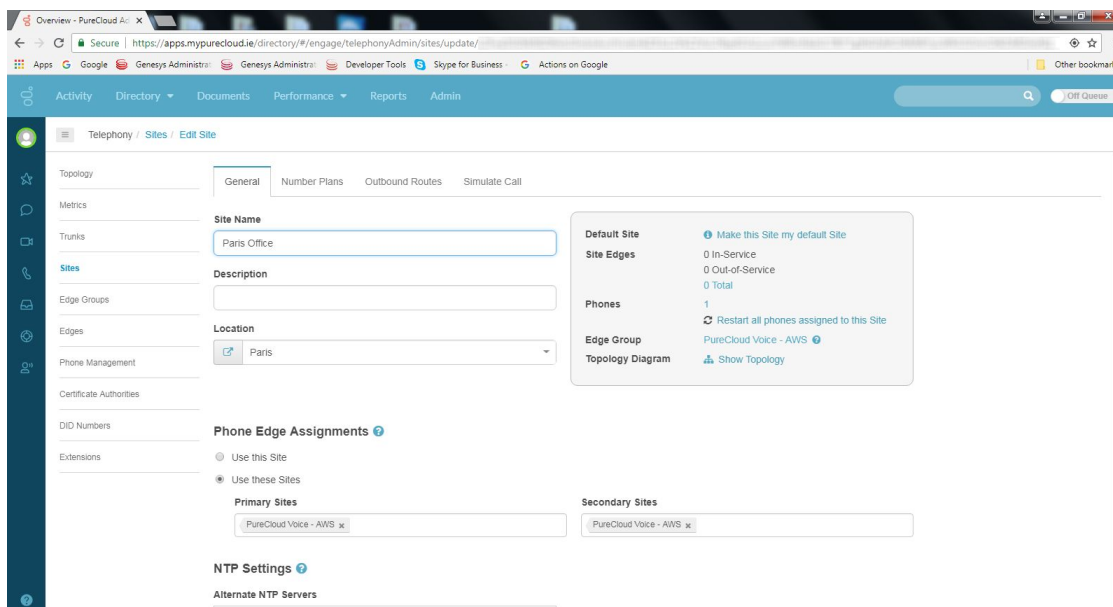 Overview - PureCloud Ad
Secure | https://apps.mypurecloud.ie/directory/#/engage/telephonyAdmin/sites/update/
Apps Google Genesys Administrat Genesys Administrat Developer Tools Skype for Business - Actions on Google Other bookmar
Activity Directory Documents Performance Reports Admin Off Queue
Telephony / Sites / Edit Site
Topology
Metrics
Trunks
Sites
Edge Groups
Edges
Phone Management
Certificate Authorities
DID Numbers
Extensions
General Number Plans Outbound Routes Simulate Call
Site Name
Paris Office
Description
Location
Paris
Default Site Make this Site my default Site
Site Edges 0 In-Service
0 Out-of-Service
0 Total
Phones 1
Restart all phones assigned to this Site
Edge Group PureCloud Voice - AWS
Topology Diagram Show Topology
Phone Edge Assignments
Use this Site
Use these Sites
Primary Sites Secondary Sites
PureCloud Voice - AWS x PureCloud Voice - AWS x
NTP Settings
Alternate NTP Servers